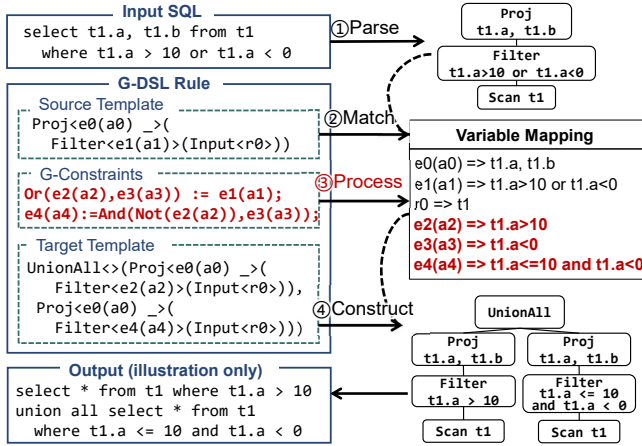 Input SQL
select t1.a, t1.b from t1
where t1.a > 10 or t1.a < 0
①Parse
Proj
t1.a, t1.b
Filter
t1.a>10 or t1.a<0
Scan t1
G-DSL Rule
Source Template
Proj<e0(a0) _>(
Filter<e1(a1)>(Input<r0>))
②Match
G-Constraints
Or(e2(a2),e3(a3)) := e1(a1);
e4(a4):=And(Not(e2(a2)),e3(a3));
③Process
Target Template
UnionAll<>(Proj<e0(a0) _>(
Filter<e2(a2)>(Input<r0>)),
Proj<e0(a0) _>(
Filter<e4(a4)>(Input<r0>)))
④Construct
Variable Mapping
e0(a0) => t1.a, t1.b
e1(a1) => t1.a>10 or t1.a<0
r0 => t1
e2(a2) => t1.a>10
e3(a3) => t1.a<0
e4(a4) => t1.a<=10 and t1.a<0
UnionAll
Proj
t1.a, t1.b
Filter
t1.a > 10
Scan t1
Proj
t1.a, t1.b
Filter
t1.a <= 10
and t1.a < 0
Scan t1
Output (illustration only)
select * from t1 where t1.a > 10
union all select * from t1
where t1.a <= 10 and t1.a < 0